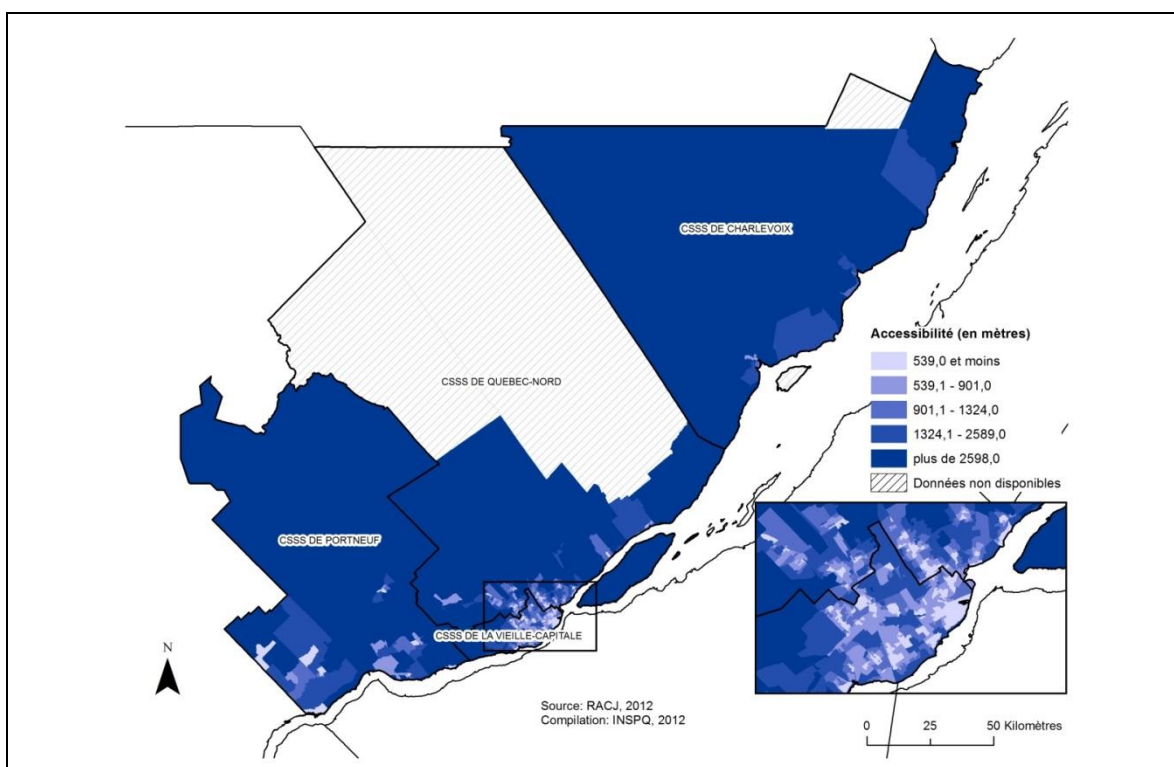 CSSS DE CHARLEVOIX
Accessibilité (en mètres)
539,0 et moins
539,1 - 901,0
901,1 - 1324,0
1324,1 - 2589,0
plus de 2598,0
Données non disponibles
CSSS DE QUEBEC-NORD
CSSS DE PORTNEUF
CSSS DE LA VIEILLE-CAPITALE
N
Source: RACJ, 2012
Compilation: INSPQ, 2012
0 25 50 Kilomètres